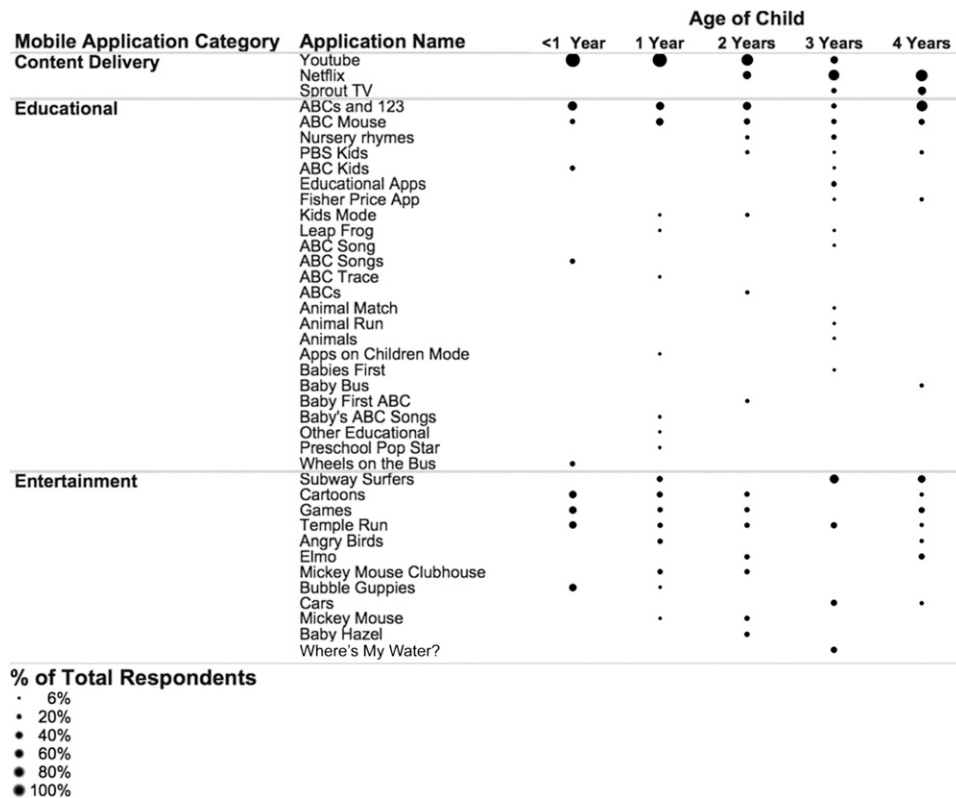 Age of Child
Mobile Application Category Application Name <1 Year 1 Year 2 Years 3 Years 4 Years
Content Delivery Youtube
Netflix
Sprout TV
Educational ABCs and 123
ABC Mouse
Nursery rhymes
PBS Kids
ABC Kids
Educational Apps
Fisher Price App
Kids Mode
Leap Frog
ABC Song
ABC Songs
ABC Trace
ABCs
Animal Match
Animal Run
Animals
Apps on Children Mode
Babies First
Baby Bus
Baby First ABC
Baby's ABC Songs
Other Educational
Preschool Pop Star
Wheels on the Bus
Entertainment Subway Surfers
Cartoons
Games
Temple Run
Angry Birds
Elmo
Mickey Mouse Clubhouse
Bubble Guppies
Cars
Mickey Mouse
Baby Hazel
Where's My Water?
% of Total Respondents
6%
20%
40%
60%
80%
100%